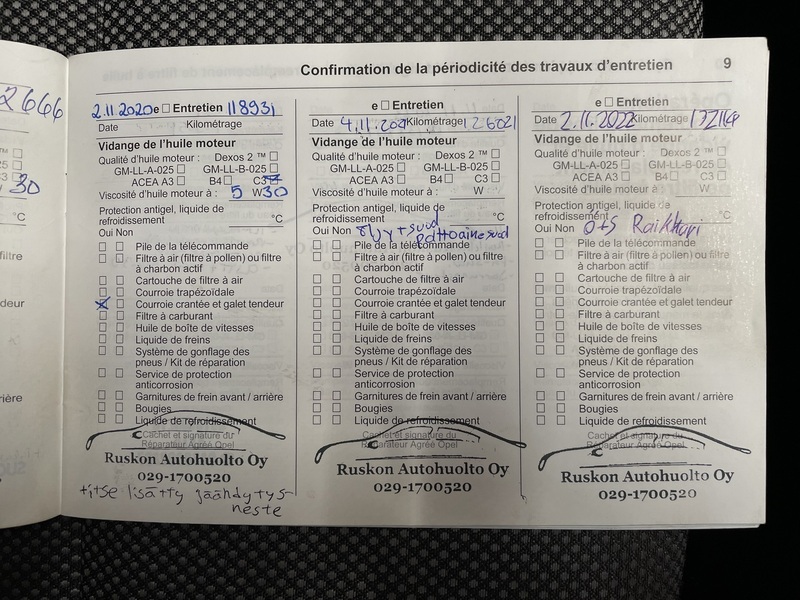 Confirmation de la périodicité des travaux d'entretien 9
2666
30
°C
filtre
deur
rière
2.11 2020 e □ Entretien 118931
Date Kilométrage
Vidange de l'huile moteur
Qualité d'huile moteur : Dexos 2 ™ □
GM-LL-A-025 □ GM-LL-B-025 □
ACEA A3 □ B4 □ C3
Viscosité d'huile moteur à : 5 W 30
Protection antigel, liquide de
refroidissement °C
Oui Non
□ □ Pile de la télécommande
□ □ Filtre à air (filtre à pollen) ou filtre
à charbon actif
□ □ Cartouche de filtre à air
□ □ Courroie trapézoïdale
☒ □ Courroie crantée et galet tendeur
□ □ Filtre à carburant
□ □ Huile de boîte de vitesses
□ □ Liquide de freins
□ □ Système de gonflage des
pneus / Kit de réparation
□ □ Service de protection
anticorrosion
□ □ Garnitures de frein avant / arrière
□ □ Bougies
□ □ Liquide de refroidissement
Cachet et signature du
Réparateur Agréé Opel
Ruskon Autohuolto Oy
029-1700520
titse lisätty jäähdytys-
neste
e □ Entretien
Date 4.11.2021 Kilométrage 126021
Vidange de l'huile moteur
Qualité d'huile moteur : Dexos 2 ™ □
GM-LL-A-025 □ GM-LL-B-025 □
ACEA A3 □ B4 □ C3 □
Viscosité d'huile moteur à : W
Protection antigel, liquide de
refroidissement °C
Oui Non öljy+suod
polttoainesuod
□ □ Pile de la télécommande
□ □ Filtre à air (filtre à pollen) ou filtre
à charbon actif
□ □ Cartouche de filtre à air
□ □ Courroie trapézoïdale
□ □ Courroie crantée et galet tendeur
□ □ Filtre à carburant
□ □ Huile de boîte de vitesses
□ □ Liquide de freins
□ □ Système de gonflage des
pneus / Kit de réparation
□ □ Service de protection
anticorrosion
□ □ Garnitures de frein avant / arrière
□ □ Bougies
□ □ Liquide de refroidissement
Cachet et signature du
Réparateur Agréé Opel
Ruskon Autohuolto Oy
029-1700520
e □ Entretien
Date 2.11.2022 Kilométrage
Vidange de l'huile moteur
Qualité d'huile moteur : Dexos 2 ™ □
GM-LL-A-025 □ GM-LL-B-025 □
ACEA A3 □ B4 □ C3 □
Viscosité d'huile moteur à : W
Protection antigel, liquide de
refroidissement °C
Oui Non Ots Raikkuri
□ □ Pile de la télécommande
□ □ Filtre à air (filtre à pollen) ou filtre
à charbon actif
□ □ Cartouche de filtre à air
□ □ Courroie trapézoïdale
□ □ Courroie crantée et galet tendeur
□ □ Filtre à carburant
□ □ Huile de boîte de vitesses
□ □ Liquide de freins
□ □ Système de gonflage des
pneus / Kit de réparation
□ □ Service de protection
anticorrosion
□ □ Garnitures de frein avant / arrière
□ □ Bougies
□ □ Liquide de refroidissement
Cachet et signature du
Réparateur Agréé Opel
Ruskon Autohuolto Oy
029-1700520